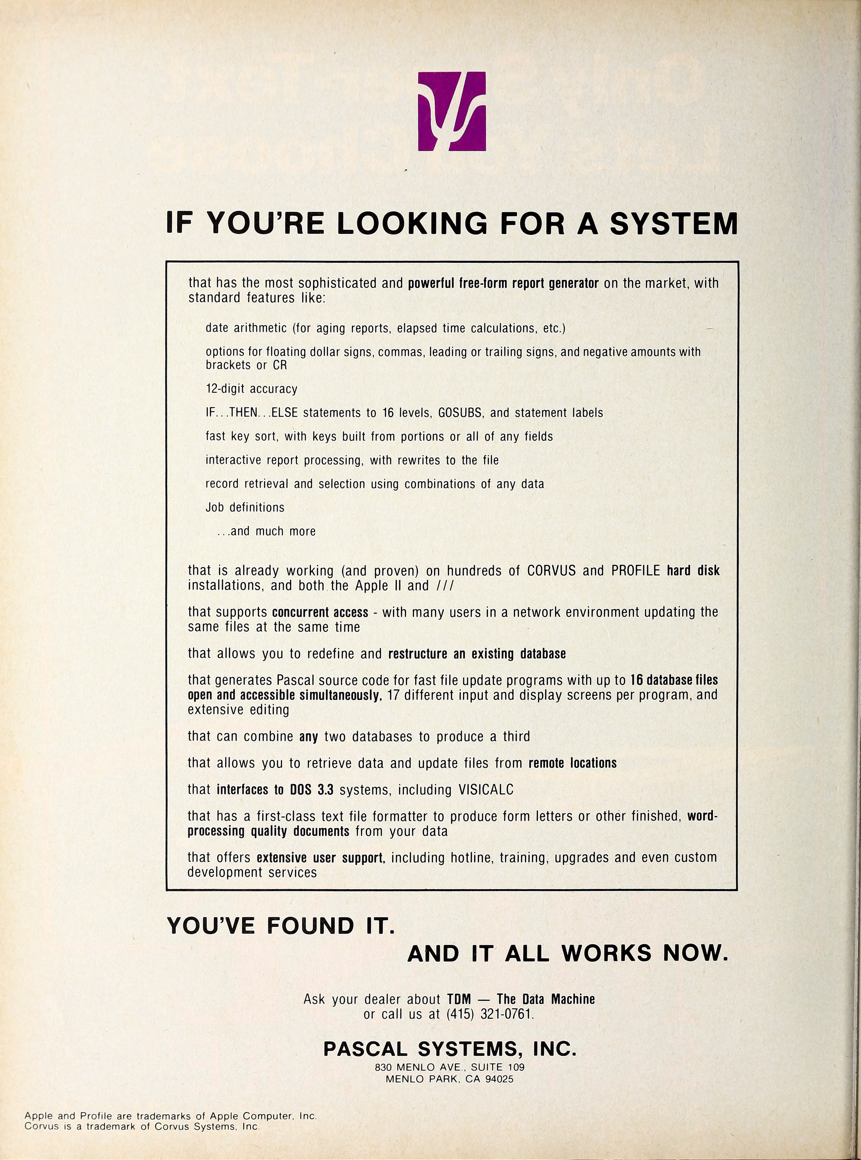 IF YOU'RE LOOKING FOR A SYSTEM
that has the most sophisticated and powerful free-form report generator on the market, with
standard features like:
date arithmetic (for aging reports, elapsed time calculations, etc.)
options for floating dollar signs, commas, leading or trailing signs, and negative amounts with
brackets or CR
12-digit accuracy
IF...THEN...ELSE statements to 16 levels, GOSUBS, and statement labels
fast key sort, with keys built from portions or all of any fields
interactive report processing, with rewrites to the file
record retrieval and selection using combinations of any data
Job definitions
...and much more
that is already working (and proven) on hundreds of CORVUS and PROFILE hard disk
installations, and both the Apple II and ///
that supports concurrent access - with many users in a network environment updating the
same files at the same time
that allows you to redefine and restructure an existing database
that generates Pascal source code for fast file update programs with up to 16 database files
open and accessible simultaneously, 17 different input and display screens per program, and
extensive editing
that can combine any two databases to produce a third
that allows you to retrieve data and update files from remote locations
that interfaces to DOS 3.3 systems, including VISICALC
that has a first-class text file formatter to produce form letters or other finished, word-
processing quality documents from your data
that offers extensive user support, including hotline, training, upgrades and even custom
development services
YOU'VE FOUND IT.
AND IT ALL WORKS NOW.
Ask your dealer about TDM — The Data Machine
or call us at (415) 321-0761.
PASCAL SYSTEMS, INC.
830 MENLO AVE., SUITE 109
MENLO PARK, CA 94025
Apple and Profile are trademarks of Apple Computer, Inc.
Corvus is a trademark of Corvus Systems, Inc